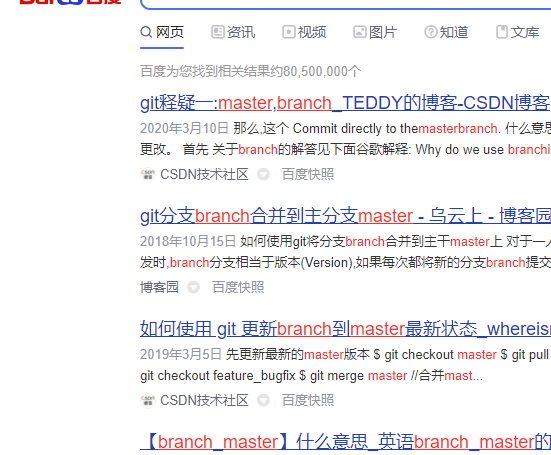 百度
网页 资讯 视频 图片 知道 文库
百度为您找到相关结果约80,500,000个
git释疑一:master,branch_TEDDY的博客-CSDN博客
2020年3月10日 那么,这个 Commit directly to themasterbranch. 什么意思
更改。 首先 关于branch的解答见下面谷歌解释: Why do we use branchi
CSDN技术社区 百度快照
git分支branch合并到主分支master - 乌云上 - 博客园
2018年10月15日 如何使用git将分支branch合并到主干master上 对于一人
发时,branch分支相当于版本(Version),如果每次都将新的分支branch提交
博客园 百度快照
如何使用 git 更新branch到master最新状态_whereisn
2019年3月5日 先更新最新的master版本 $ git checkout master $ git pull
git checkout feature_bugfix $ git merge master //合并mast...
CSDN技术社区 百度快照
【branch_master】什么意思_英语branch_master的